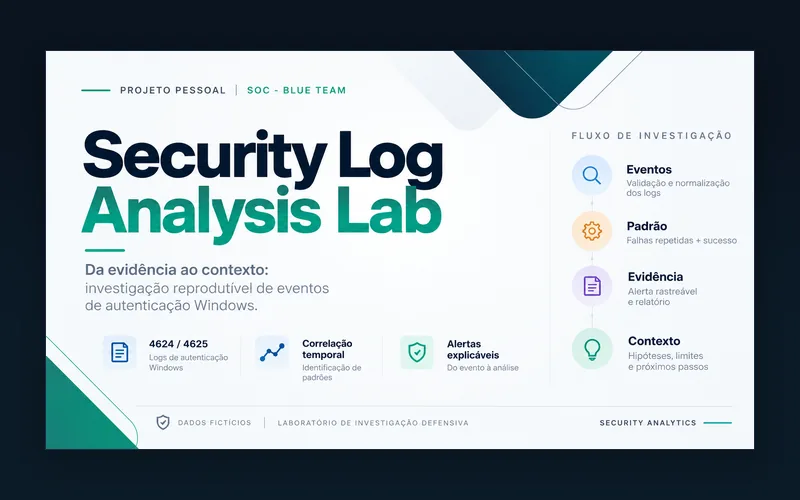 PROJETO PESSOAL | SOC - BLUE TEAM
Security Log
Analysis Lab
Da evidência ao contexto:
investigação reprodutível de eventos
de autenticação Windows.
4624 / 4625
Logs de autenticação
Windows
Correlação
temporal
Identificação de
padrões
Alertas
explicáveis
Do evento à análise
FLUXO DE INVESTIGAÇÃO
Eventos
Validação e normalização
dos logs
Padrão
Falhas repetidas + sucesso
Evidência
Alerta rastreável
e relatório
Contexto
Hipóteses, limites
e próximos passos
DADOS FICTÍCIOS | LABORATÓRIO DE INVESTIGAÇÃO DEFENSIVA
SECURITY ANALYTICS